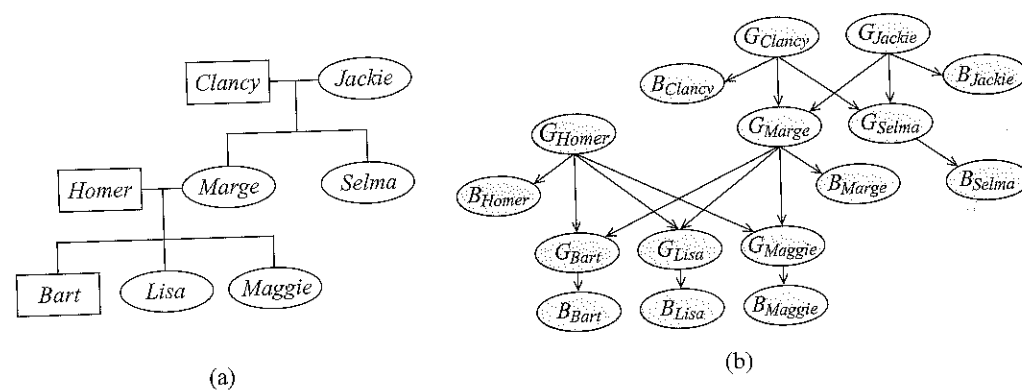 Clancy
Jackie
Homer
Marge
Selma
Bart
Lisa
Maggie
(a)
G_Clancy
G_Jackie
B_Clancy
B_Jackie
G_Homer
G_Marge
G_Selma
B_Homer
B_Marge
B_Selma
G_Bart
G_Lisa
G_Maggie
B_Bart
B_Lisa
B_Maggie
(b)